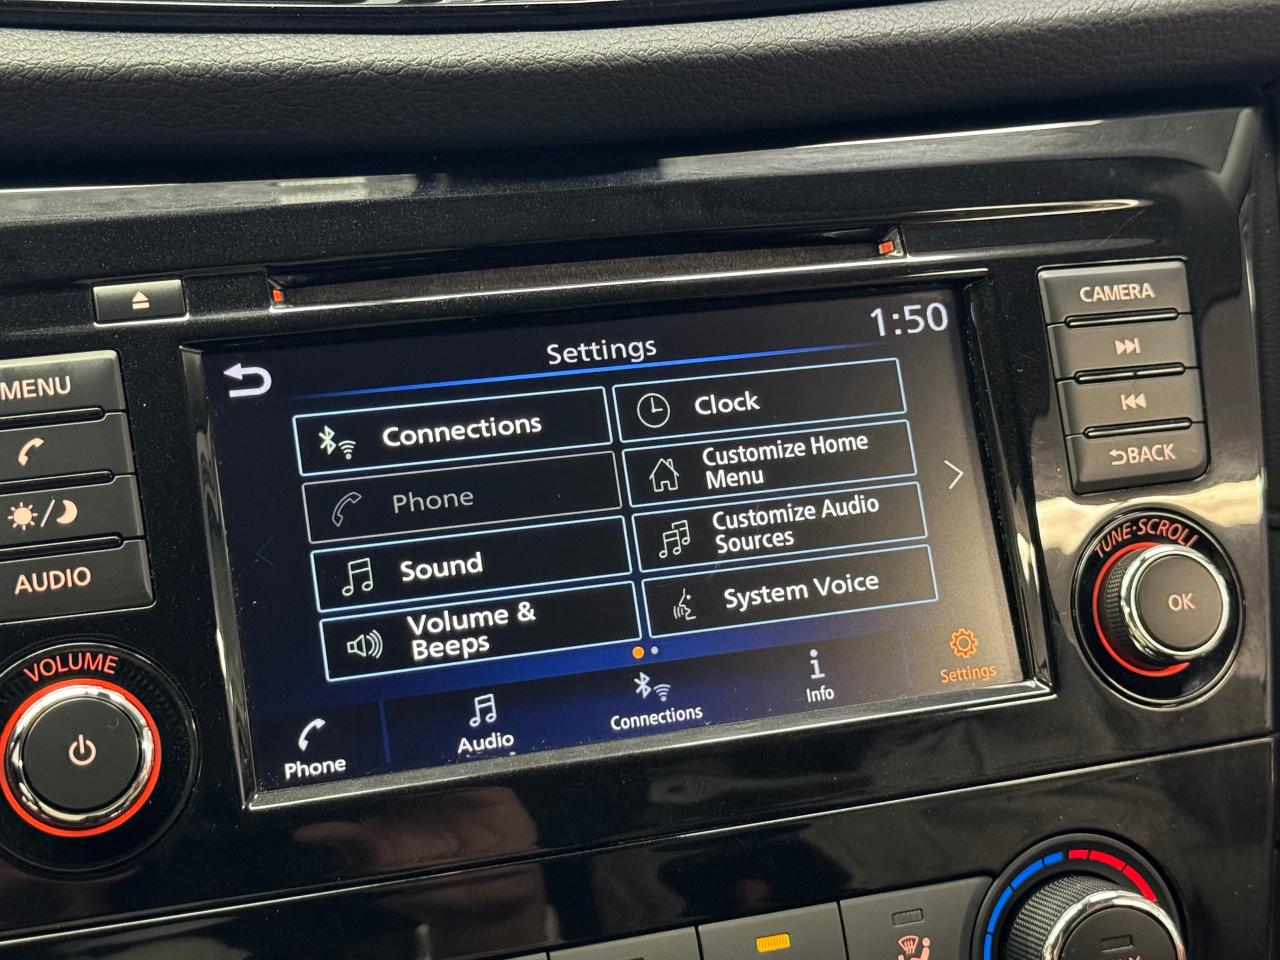 CAMERA
1:50
Settings
MENU
Connections
Clock
Phone
Customize Home
Menu
Sound
Customize Audio
Sources
Volume &
Beeps
System Voice
BACK
AUDIO
TUNE·SCROLL
OK
VOLUME
Phone
Audio
Connections
Info
Settings